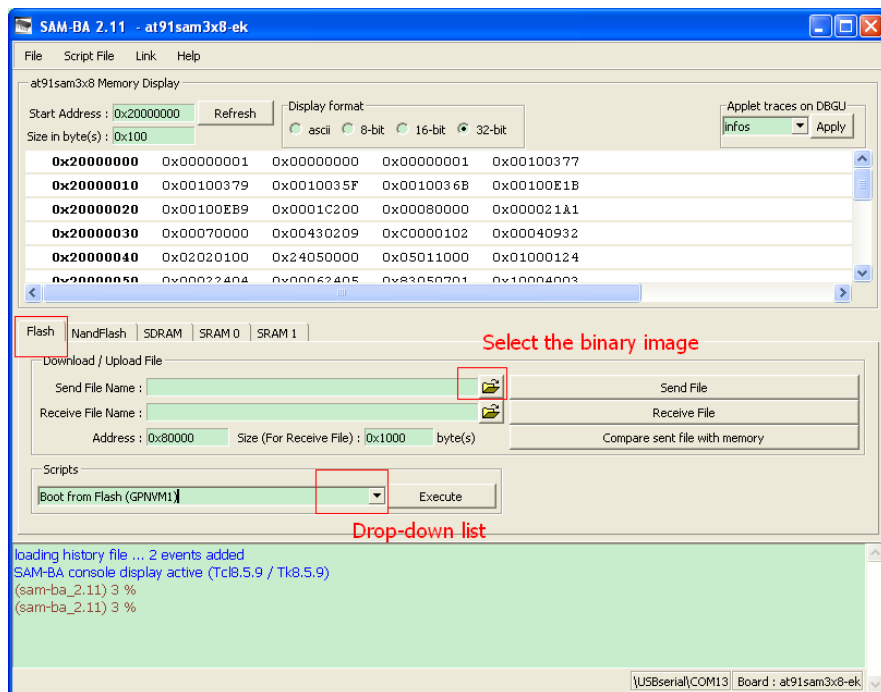 SAM-BA 2.11 - at91sam3x8-ek
File Script File Link Help
at91sam3x8 Memory Display
Start Address : 0x20000000 Refresh
Size in byte(s) : 0x100
Display format
ascii 8-bit 16-bit 32-bit
Applet traces on DBGU
infos Apply
0x20000000 0x00000001 0x00000000 0x00000001 0x00100377
0x20000010 0x00100379 0x0010035F 0x0010036B 0x00100E1B
0x20000020 0x00100EB9 0x0001C200 0x00080000 0x000021A1
0x20000030 0x00070000 0x00430209 0xC0000102 0x00040932
0x20000040 0x02020100 0x24050000 0x05011000 0x01000124
0x20000050 0x00022404 0x00062405 0x83050701 0x10004003
Flash NandFlash SDRAM SRAM 0 SRAM 1
Select the binary image
Download / Upload File
Send File Name : Send File
Receive File Name : Receive File
Address : 0x80000 Size (For Receive File) : 0x1000 byte(s) Compare sent file with memory
Scripts
Boot from Flash (GPNVM1) Execute
Drop-down list
loading history file ... 2 events added
SAM-BA console display active (Tcl8.5.9 / Tk8.5.9)
(sam-ba_2.11) 3 %
(sam-ba_2.11) 3 %
\USBserial\COM13 Board : at91sam3x8-ek